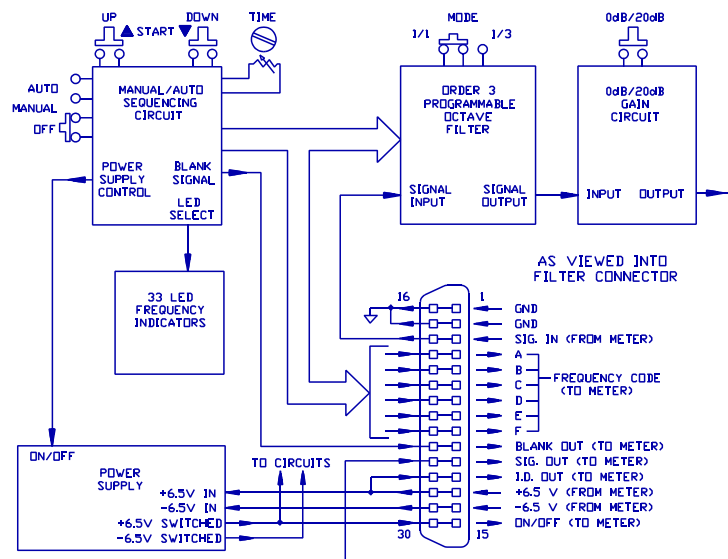 UP
DOWN
START
TIME
AUTO
MANUAL
OFF
MANUAL/AUTO
SEQUENCING
CIRCUIT
POWER
SUPPLY
CONTROL
BLANK
SIGNAL
LED
SELECT
33 LED
FREQUENCY
INDICATORS
MODE
1/1
1/3
ORDER 3
PROGRAMMABLE
OCTAVE
FILTER
SIGNAL
INPUT
SIGNAL
OUTPUT
0dB/20dB
0dB/20dB
GAIN
CIRCUIT
INPUT
OUTPUT
AS VIEWED INTO
FILTER CONNECTOR
16
1
GND
GND
SIG. IN (FROM METER)
A
B
C
D
E
F
FREQUENCY CODE
(TO METER)
BLANK OUT (TO METER)
SIG. OUT (TO METER)
I.D. OUT (TO METER)
+6.5 V (FROM METER)
-6.5 V (FROM METER)
ON/OFF (TO METER)
30
15
ON/OFF
POWER
SUPPLY
+6.5V IN
-6.5V IN
+6.5V SWITCHED
-6.5V SWITCHED
TO CIRCUITS